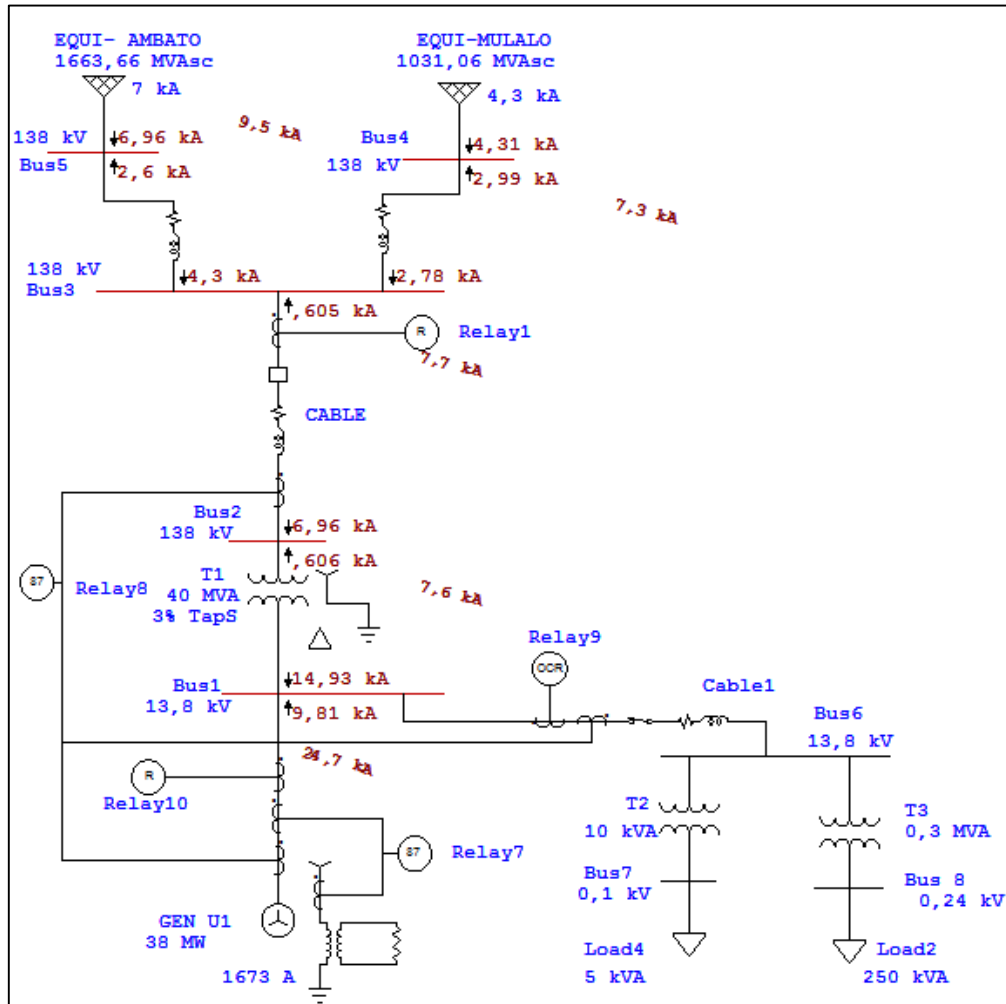 EQUI- AMBATO
1663,66 MVAsc
7 kA
EQUI-MULALO
1031,06 MVAsc
4,3 kA
9,5 kA
138 kV
Bus5
6,96 kA
2,6 kA
Bus4
138 kV
4,31 kA
2,99 kA
7,3 kA
138 kV
Bus3
4,3 kA
2,78 kA
,605 kA
R
Relay1
7,7 kA
CABLE
Bus2
138 kV
6,96 kA
,606 kA
87
Relay8
T1
40 MVA
3% TapS
7,6 kA
Relay9
OCR
Bus1
13,8 kV
14,93 kA
9,81 kA
Cable1
Bus6
13,8 kV
24,7 kA
R
Relay10
T2
10 kVA
T3
0,3 MVA
87
Relay7
Bus7
0,1 kV
Bus 8
0,24 kV
GEN U1
38 MW
1673 A
Load4
5 kVA
Load2
250 kVA